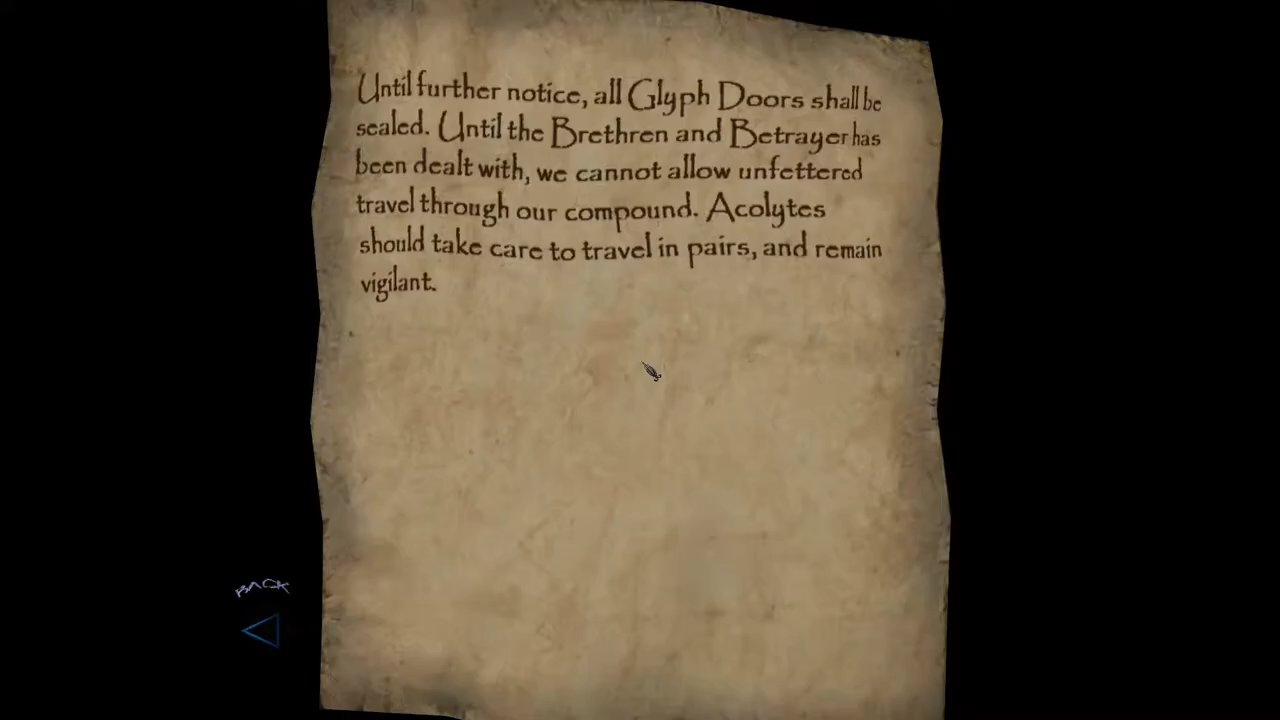 Until further notice, all Glyph Doors shall be
sealed. Until the Brethren and Betrayer has
been dealt with, we cannot allow unfettered
travel through our compound. Acolytes
should take care to travel in pairs, and remain
vigilant.
BACK